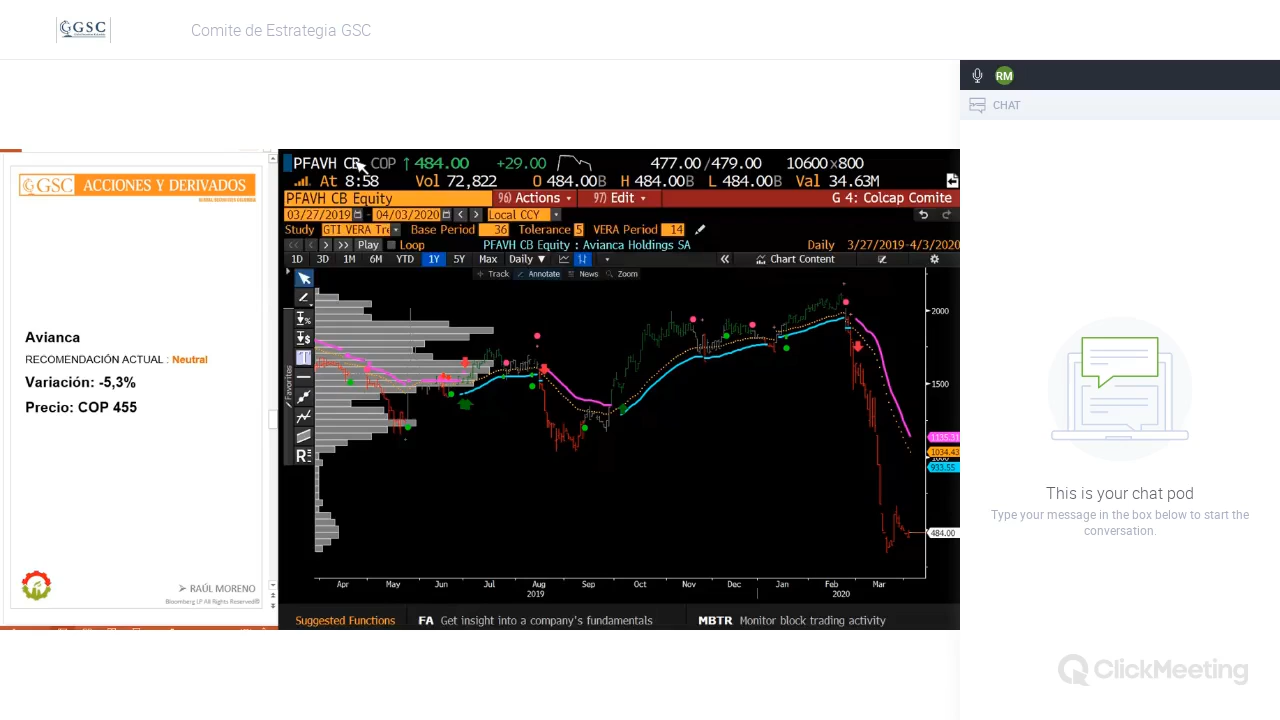 GSC
Comite de Estrategia GSC
RM
CHAT
GSC ACCIONES Y DERIVADOS
Avianca
RECOMENDACIÓN ACTUAL : Neutral
Variación: -5,3%
Precio: COP 455
➢ RAÚL MORENO
Bloomberg LP All Rights Reserved®
PFAVH CB COP ↑ 484.00 +29.00 477.00/479.00 10600x800
At 8:58 Vol 72,822 O 484.00B H 484.00B L 484.00B Val 34.63M
PFAVH CB Equity 96) Actions 97) Edit G 4: Colcap Comite
03/27/2019 - 04/03/2020 Local CCY
Study GTI VERA Tre Base Period 36 Tolerance 5 VERA Period 14
Play Loop PFAVH CB Equity : Avianca Holdings SA Daily 3/27/2019-4/3/2020
1D 3D 1M 6M YTD 1Y 5Y Max Daily ▼ Chart Content
Track Annotate News Zoom
Favorites
2000
1500
1135.31
1034.43
1000
933.55
484.00
Apr May Jun Jul Aug Sep Oct Nov Dec Jan Feb Mar
2019 2020
Suggested Functions FA Get insight into a company's fundamentals MBTR Monitor block trading activity
This is your chat pod
Type your message in the box below to start the
conversation.
ClickMeeting